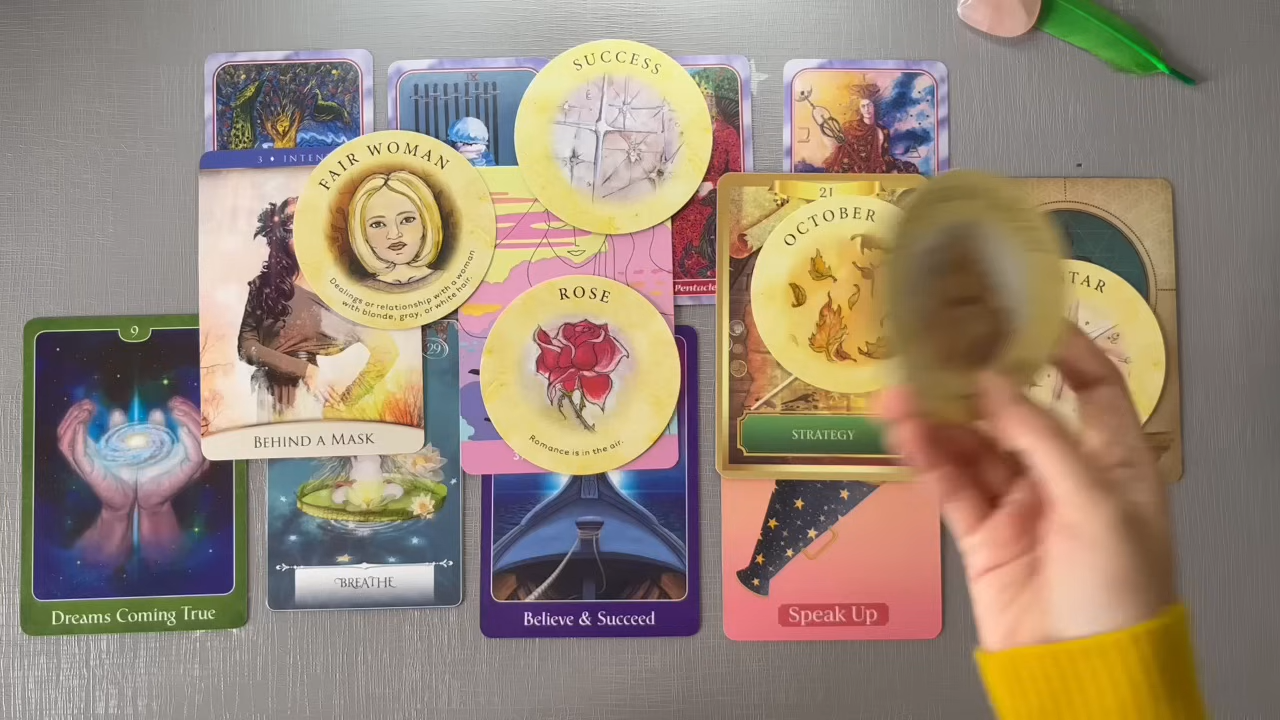 IX
SUCCESS
FAIR WOMAN
3 ♦ INTEN
Dealings or relationship with a woman
with blonde, gray, or white hair.
21
OCTOBER
TAR
Pentacle
ROSE
Romance is in the air.
9
29
BEHIND A MASK
STRATEGY
BREATHE
Dreams Coming True
Believe & Succeed
Speak Up